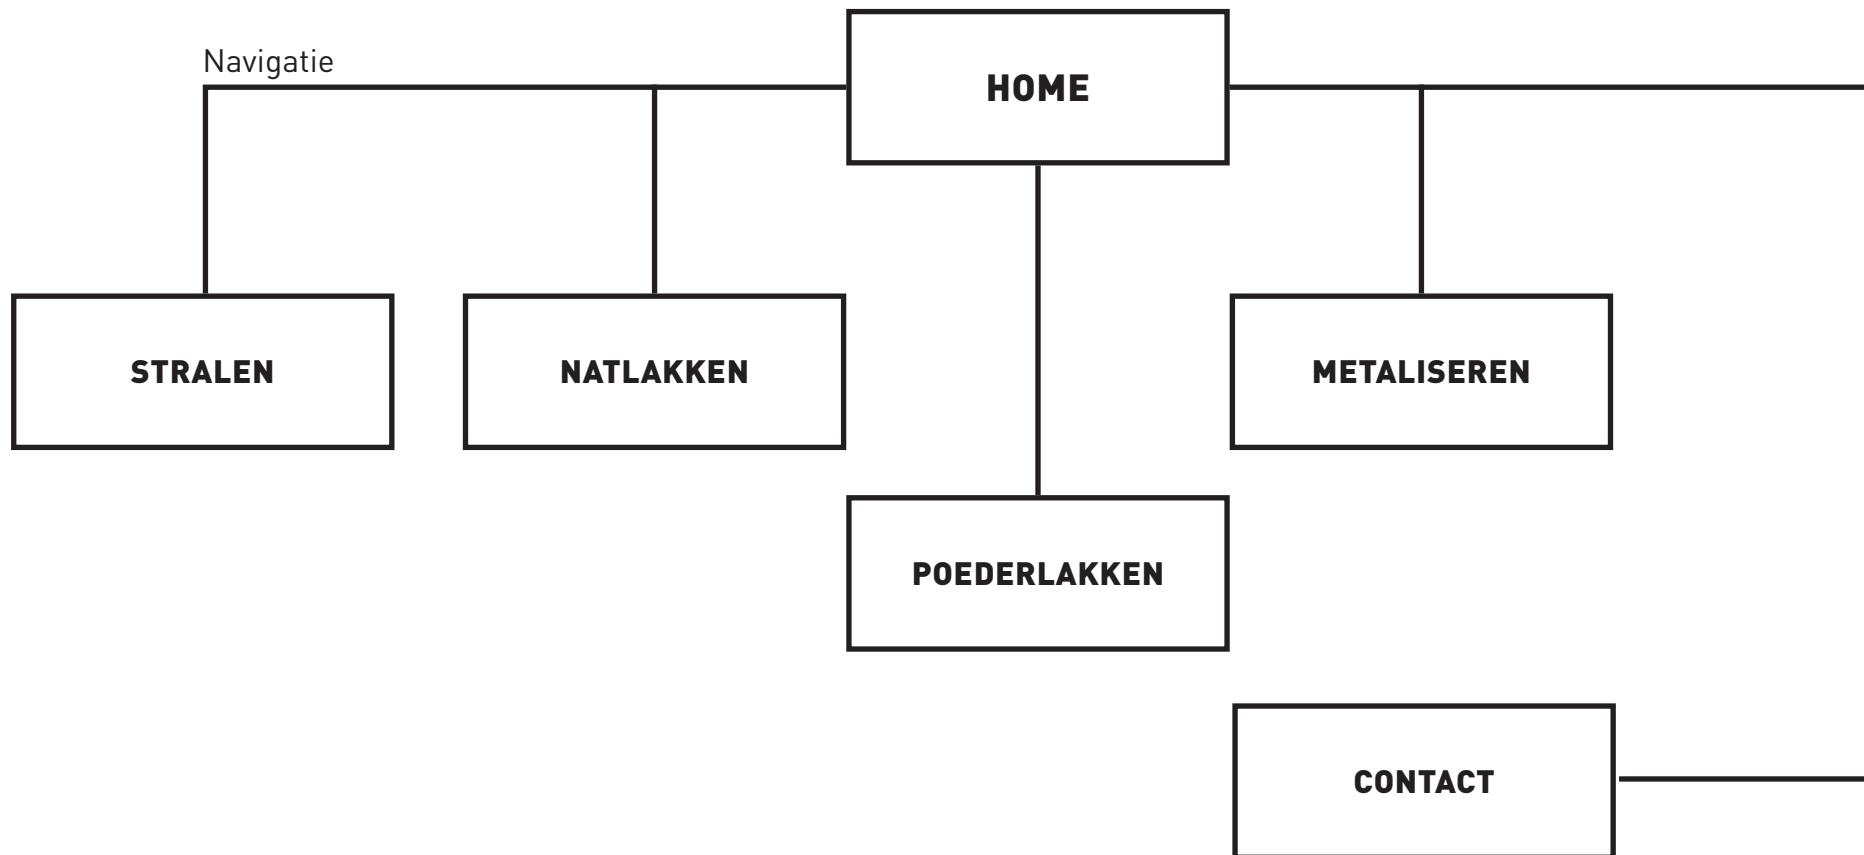 Navigatie
HOME
STRALEN
NATLAKKEN
METALISEREN
POEDERLAKKEN
CONTACT